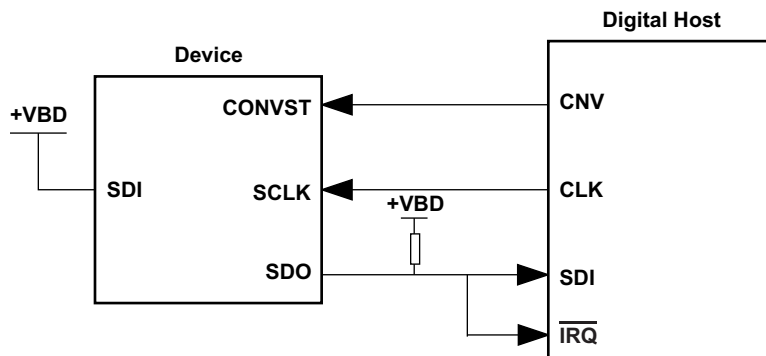 Digital Host
Device
+VBD
CONVST
CNV
SDI
SCLK
CLK
+VBD
SDO
SDI
IRQ